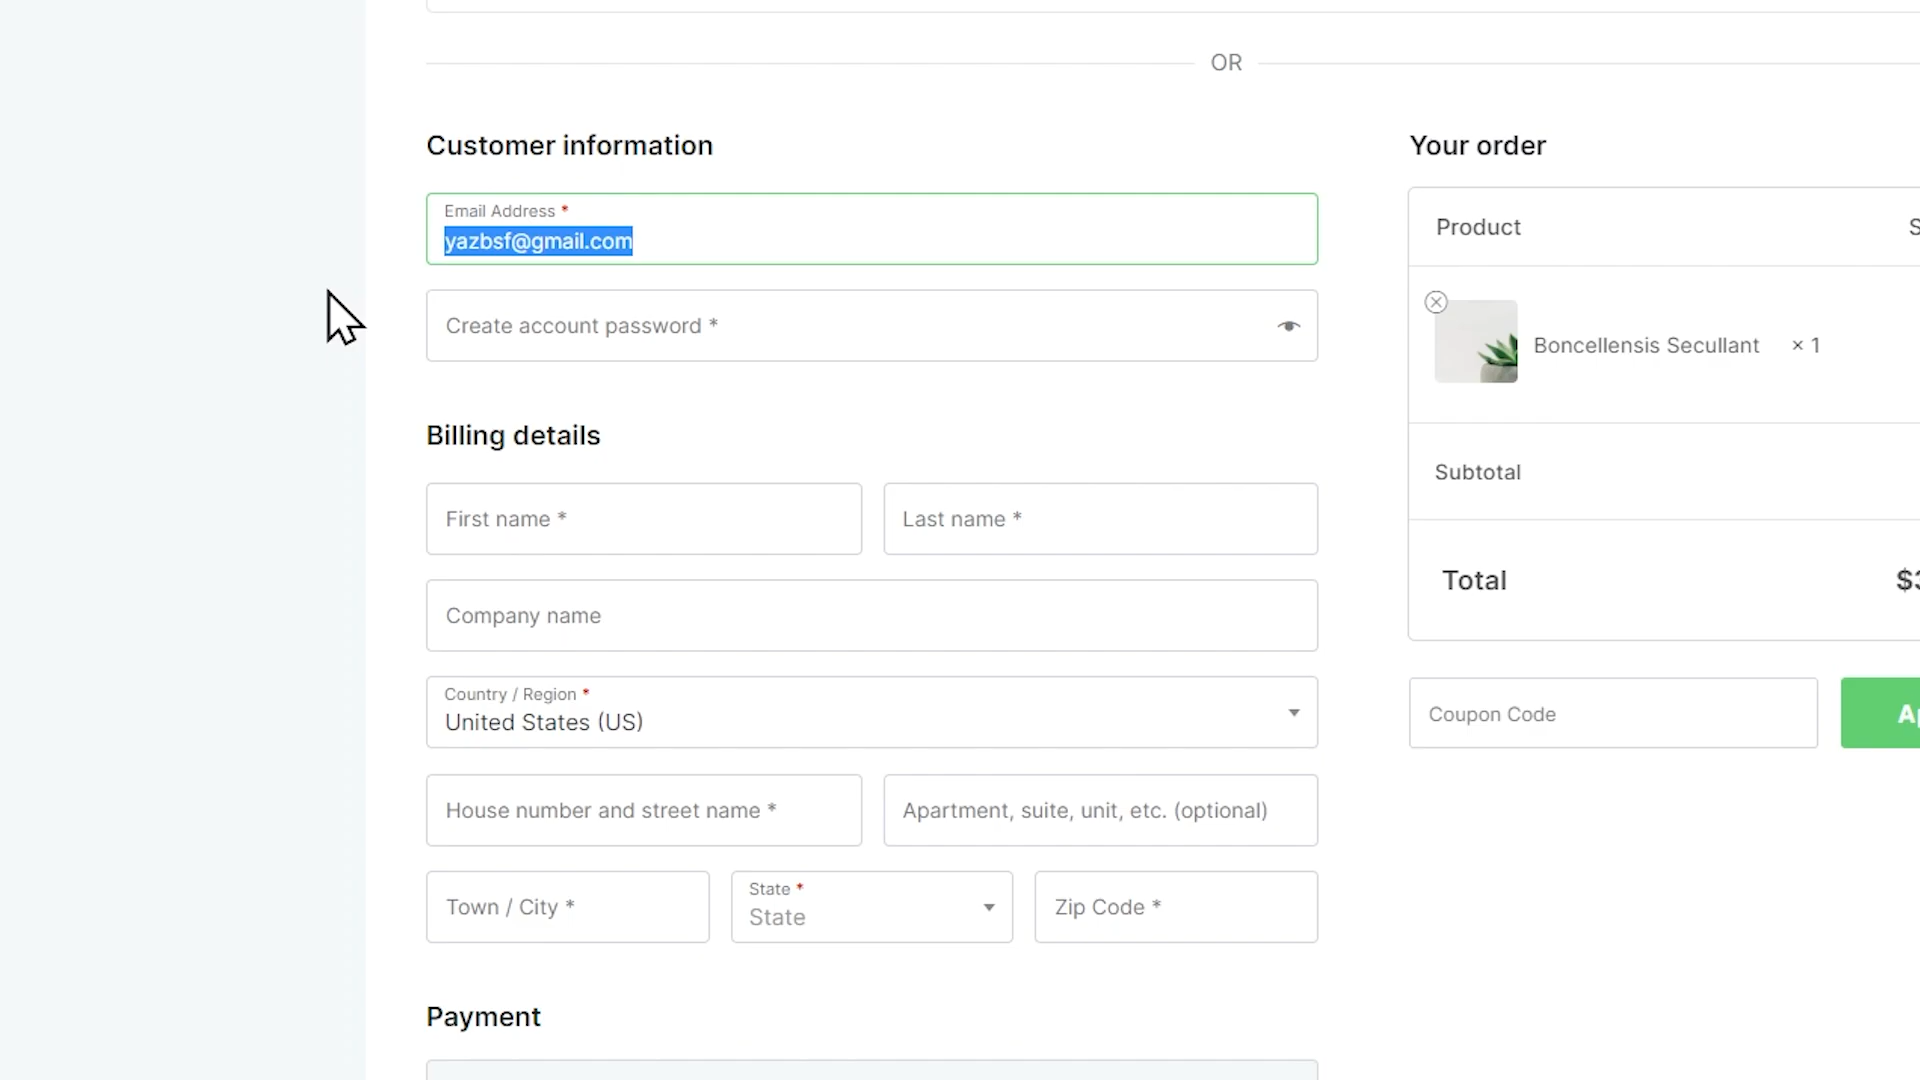 OR
Customer information
Email Address *
yazbsf@gmail.com
Create account password *
Billing details
First name *
Last name *
Company name
Country / Region *
United States (US)
House number and street name *
Apartment, suite, unit, etc. (optional)
Town / City *
State *
State
Zip Code *
Payment
Your order
Product
S
Boncellensis Secullant × 1
Subtotal
Total $3
Coupon Code
Ap